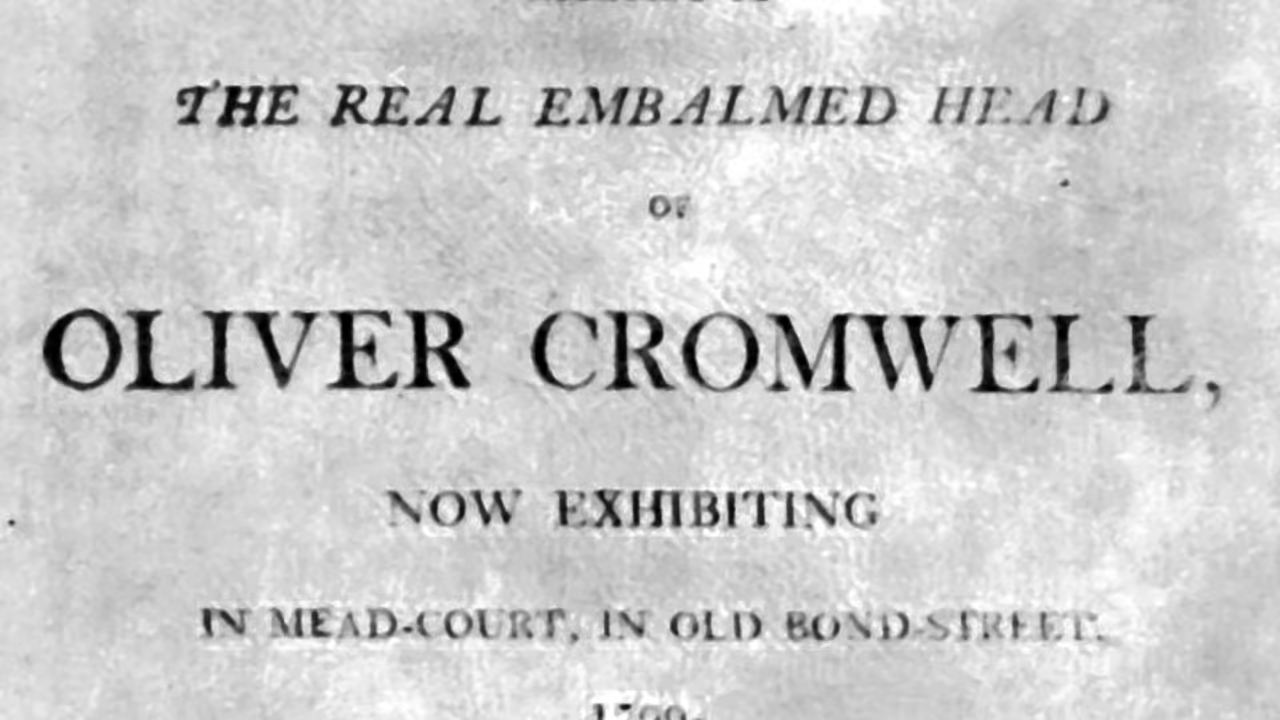 THE REAL EMBALMED HEAD
OF
OLIVER CROMWELL,
NOW EXHIBITING
IN MEAD-COURT, IN OLD BOND-STREET.